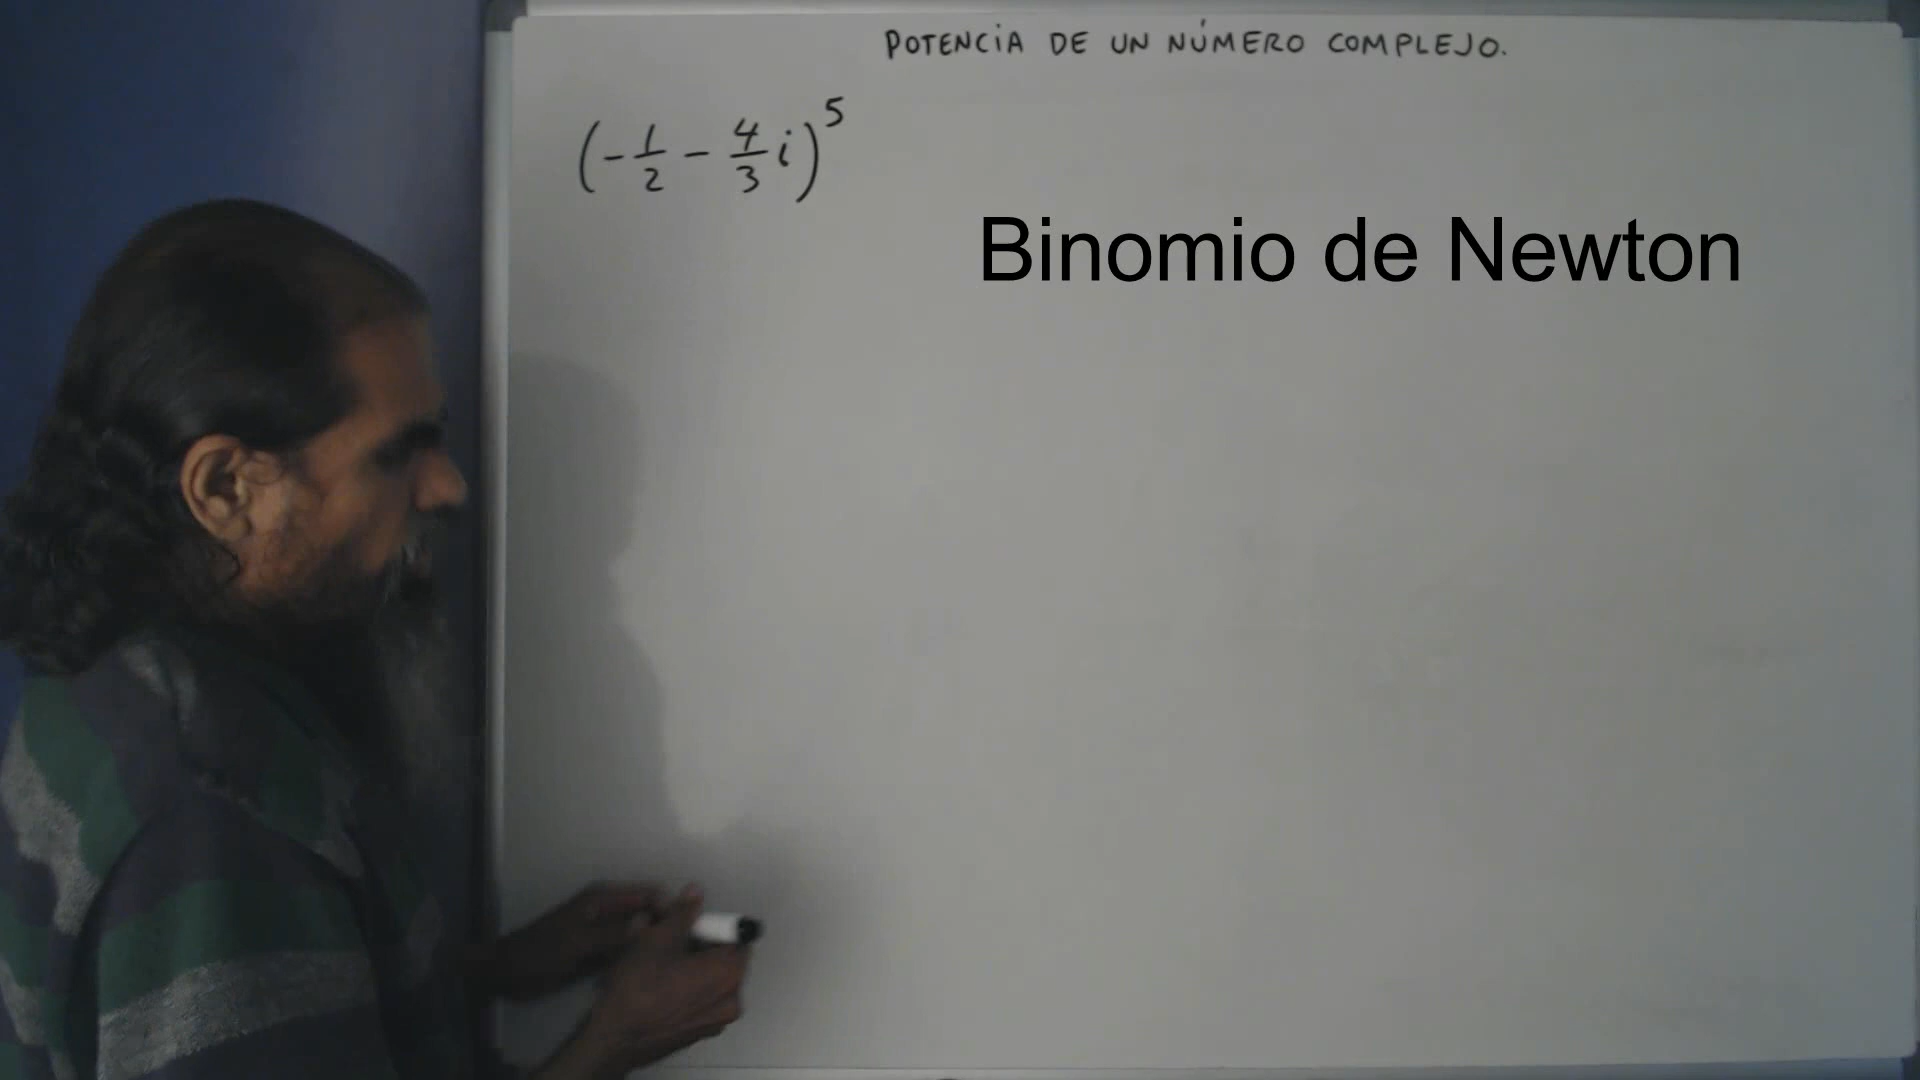 POTENCIA DE UN NÚMERO COMPLEJO.
(-1/2 - 4/3 i)^5
Binomio de Newton